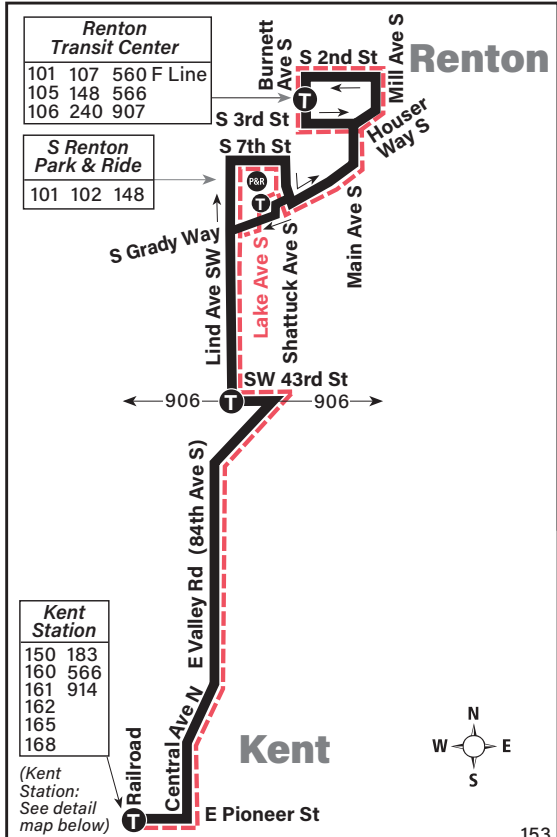 Renton
Transit Center
101 107 560 F Line
105 148 566
106 240 907
Burnett
Ave S
S 2nd St
Mill Ave S
Renton
S 3rd St
Houser
Way S
S Renton
Park & Ride
101 102 148
S 7th St
P&R
T
T
S Grady Way
Lind Ave SW
Lake Ave S
Shattuck Ave S
Main Ave S
SW 43rd St
906
T
906
E Valley Rd (84th Ave S)
Kent
Station
150 183
160 566
161 914
162
165
168
(Kent
Station:
See detail
map below)
Railroad
T
Central Ave N
E Pioneer St
Kent
N
W E
S
153